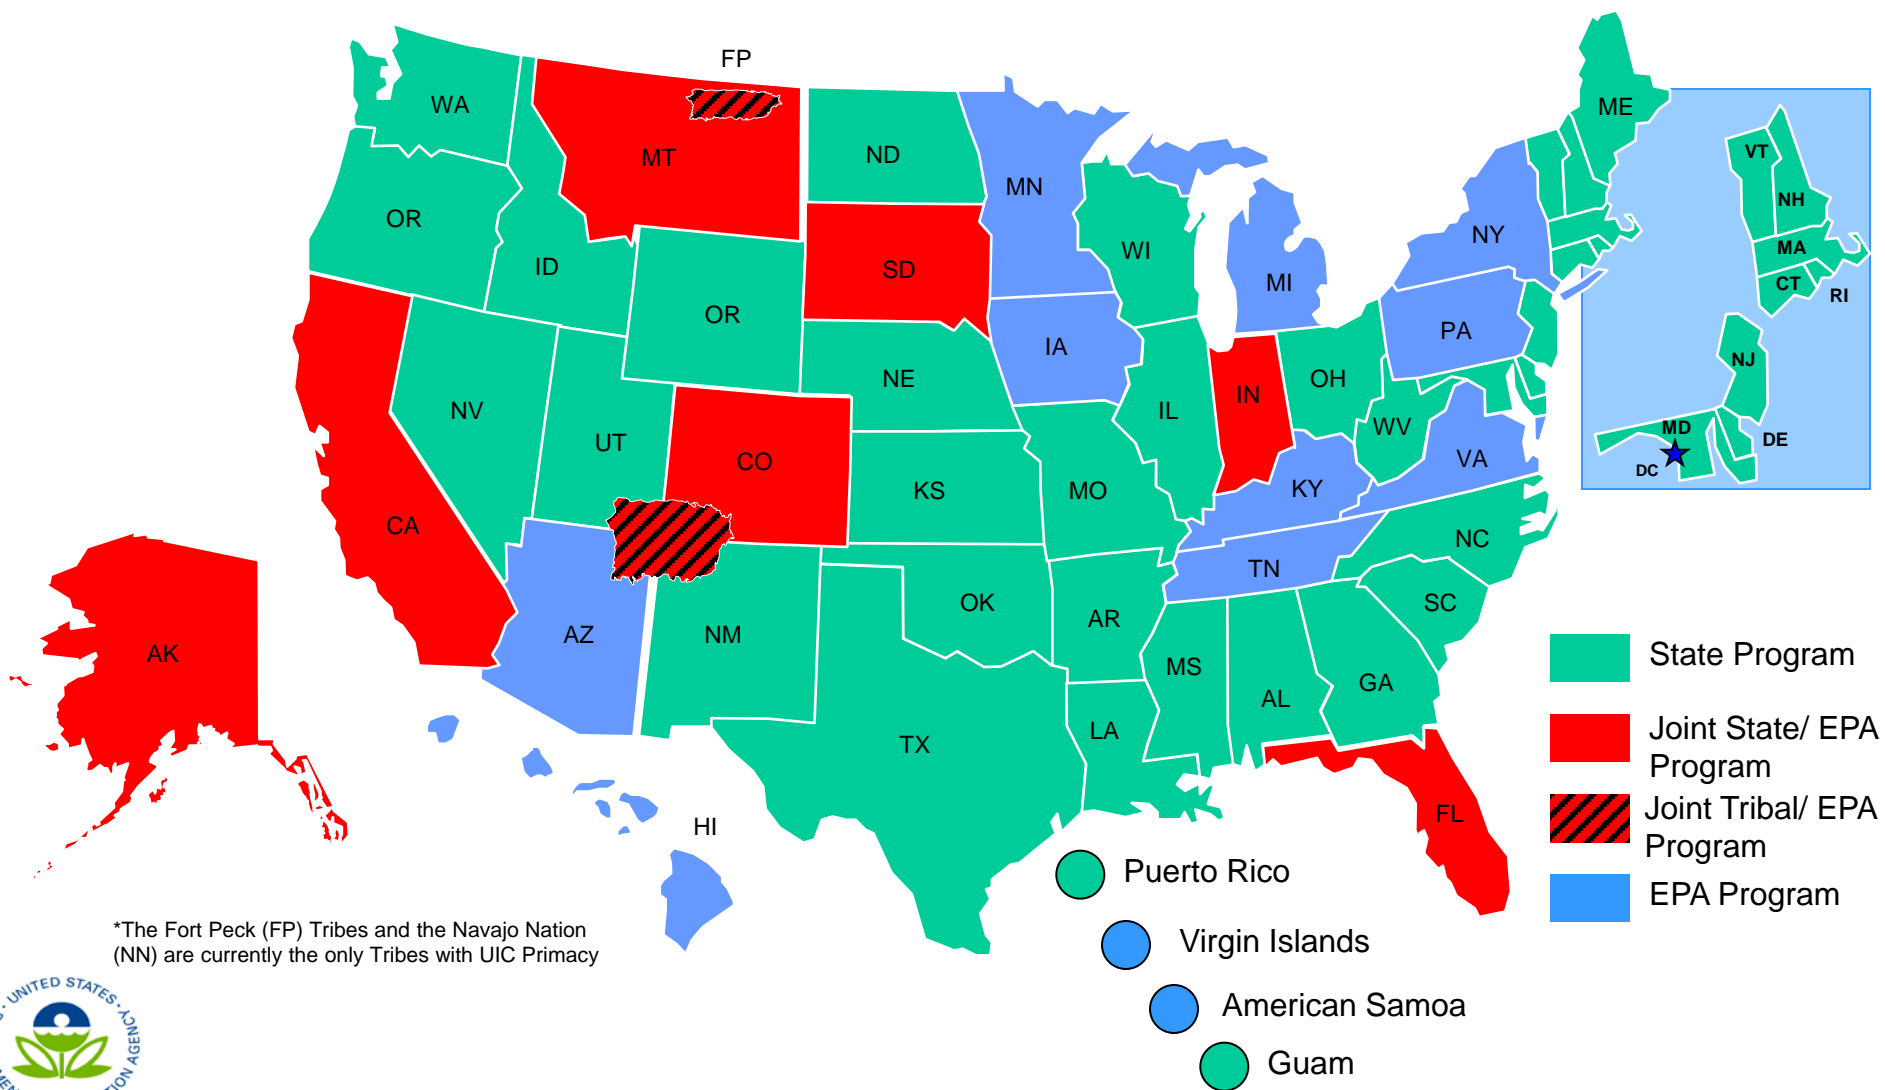 FP
WA
MT
ND
MN
ME
OR
ID
SD
WI
MI
NY
VT
NH
MA
CT
RI
OR
IA
PA
NE
NV
UT
CO
IL
IN
OH
WV
VA
NJ
MD
DE
DC
CA
KS
MO
KY
NC
TN
AK
AZ
NM
OK
AR
SC
MS
AL
GA
TX
LA
FL
HI
State Program
Joint State/ EPA
Program
Joint Tribal/ EPA
Program
EPA Program
Puerto Rico
Virgin Islands
American Samoa
Guam
*The Fort Peck (FP) Tribes and the Navajo Nation
(NN) are currently the only Tribes with UIC Primacy
UNITED STATES
AGENCY